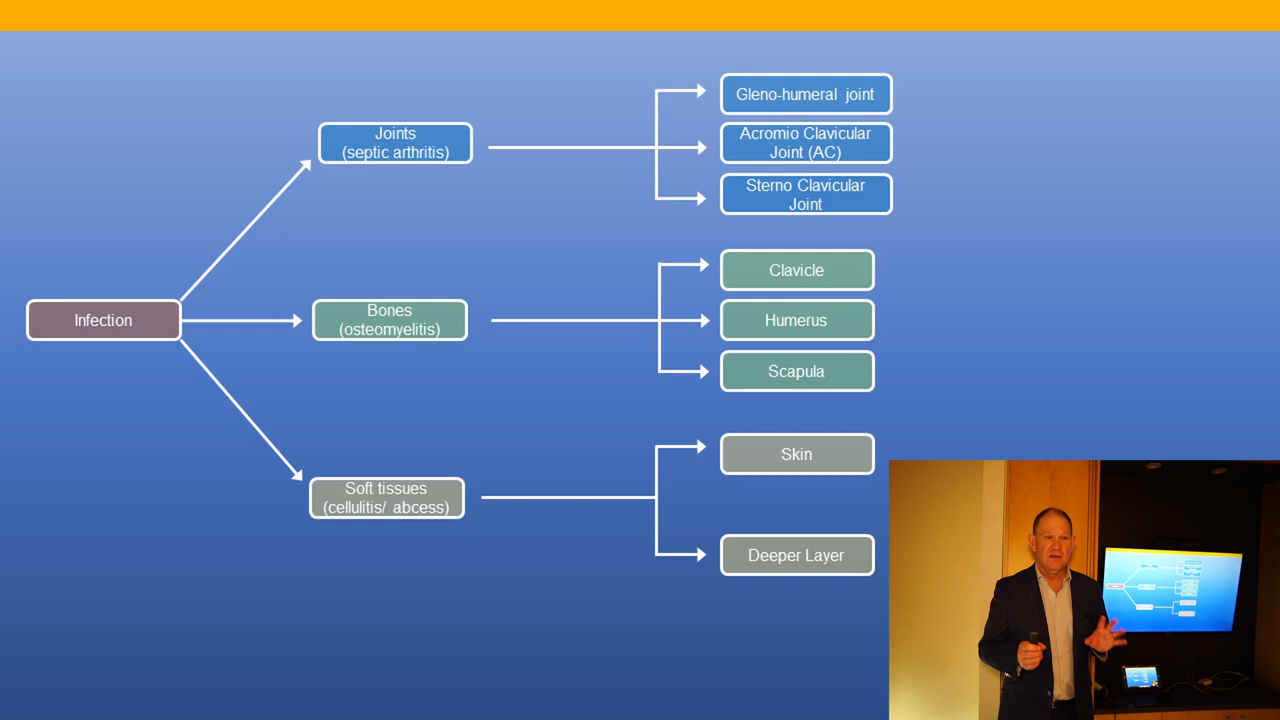 Gleno-humeral joint
Joints
(septic arthritis)
Acromio Clavicular
Joint (AC)
Sterno Clavicular
Joint
Clavicle
Infection
Bones
(osteomyelitis)
Humerus
Scapula
Skin
Soft tissues
(cellulitis/ abcess)
Deeper Layer